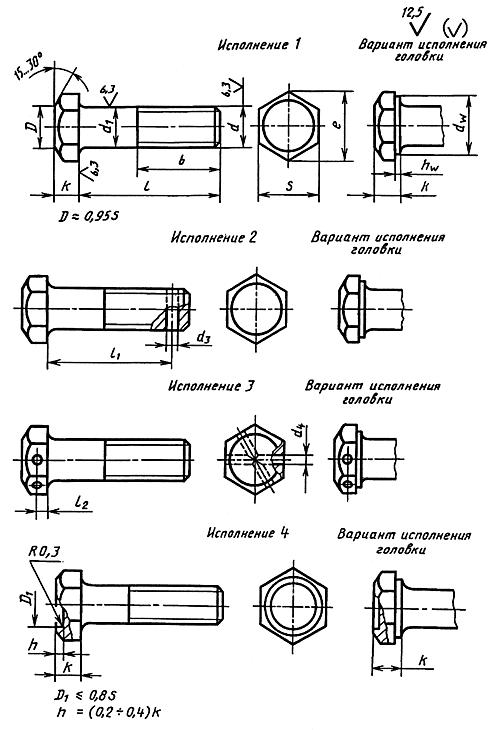 12,5 (√)
Исполнение 1
Вариант исполнения
головки
15...30°
6,3
6,3
6,3
D
d1
d
b
k
l
e
S
dw
hw
k
D ≈ 0,95S
Исполнение 2
Вариант исполнения
головки
l1
d3
Исполнение 3
Вариант исполнения
головки
d4
l2
Исполнение 4
Вариант исполнения
головки
R0,3
D1
h
k
k
D1 ≤ 0,8S
h = (0,2÷0,4)k